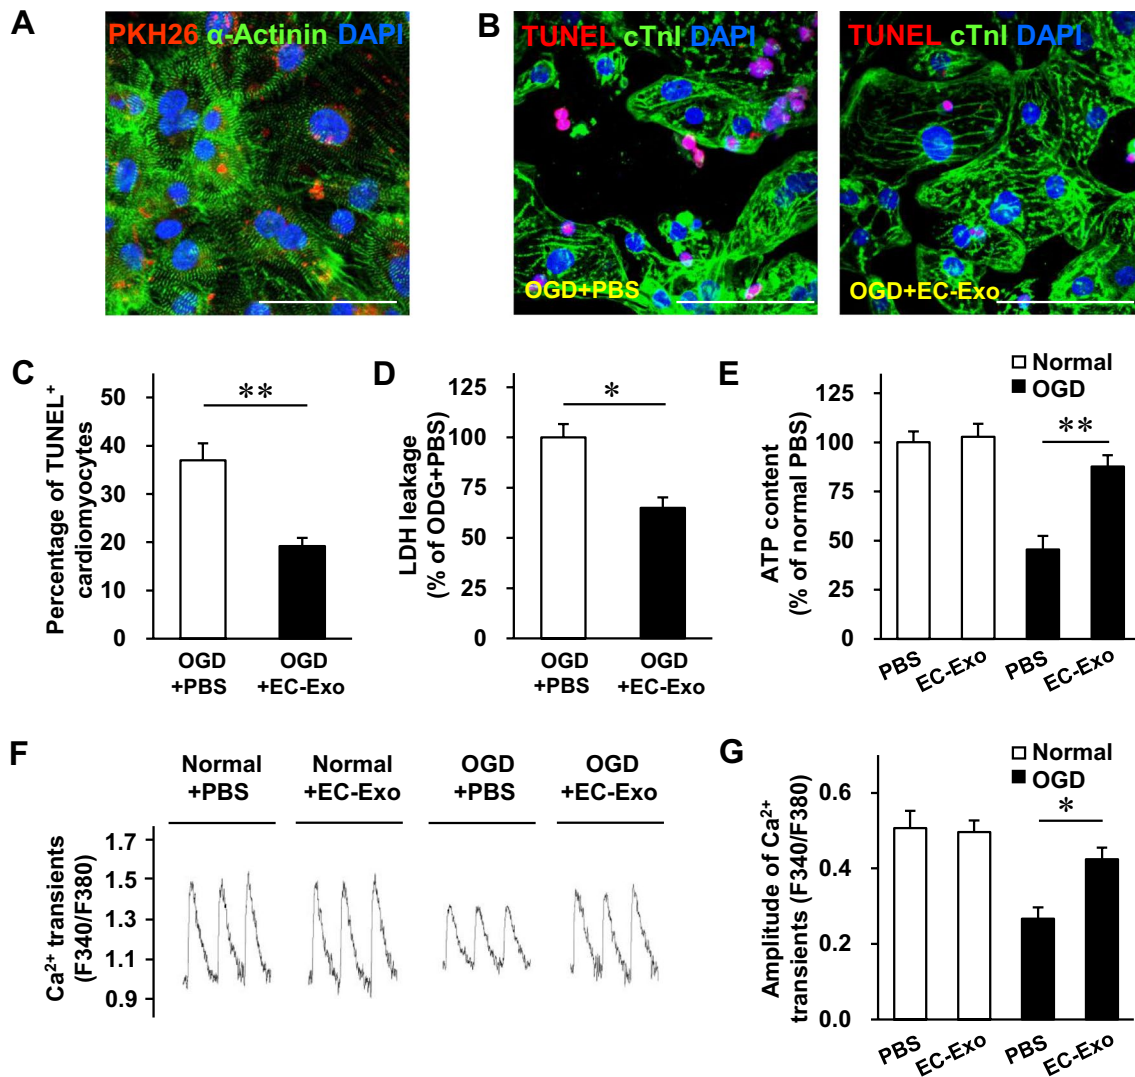 A
PKH26 α-Actinin DAPI
B
TUNEL cTnI DAPI
OGD+PBS
TUNEL cTnI DAPI
OGD+EC-Exo
C
Percentage of TUNEL⁺
cardiomyocytes
50
40
30
20
10
0
**
OGD
+PBS
OGD
+EC-Exo
D
LDH leakage
(% of ODG+PBS)
125
100
75
50
25
0
*
OGD
+PBS
OGD
+EC-Exo
E
Normal
OGD
ATP content
(% of normal PBS)
125
100
75
50
25
0
**
PBS
EC-Exo
PBS
EC-Exo
F
Normal
+PBS
Normal
+EC-Exo
OGD
+PBS
OGD
+EC-Exo
Ca²⁺ transients
(F340/F380)
1.7
1.5
1.3
1.1
0.9
G
Normal
OGD
Amplitude of Ca²⁺
transients (F340/F380)
0.6
0.4
0.2
0.0
*
PBS
EC-Exo
PBS
EC-Exo